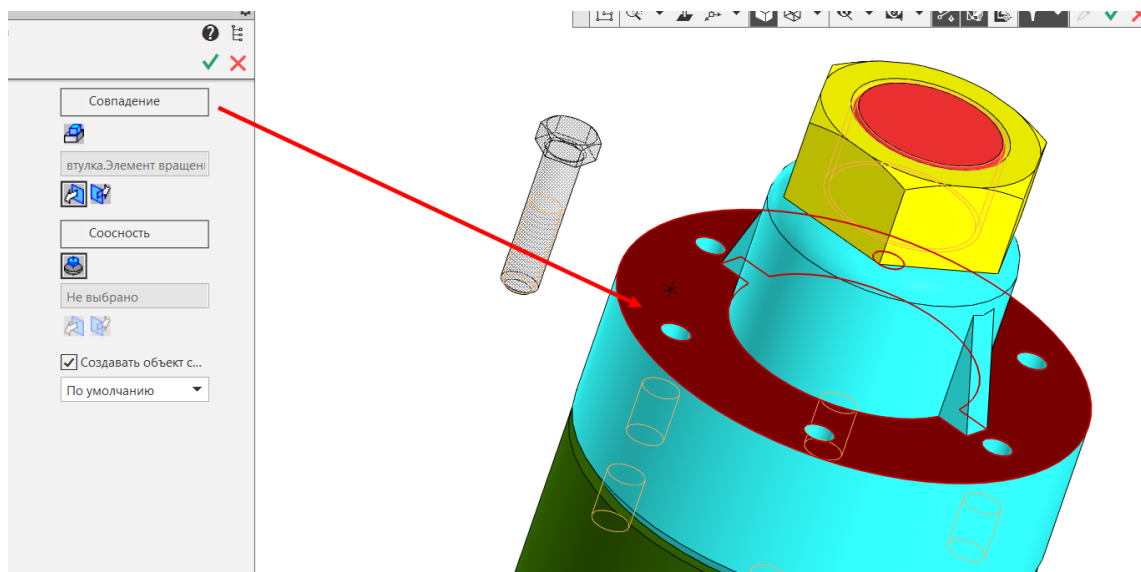 Совпадение
втулка.Элемент вращени
Соосность
Не выбрано
Создавать объект с...
По умолчанию